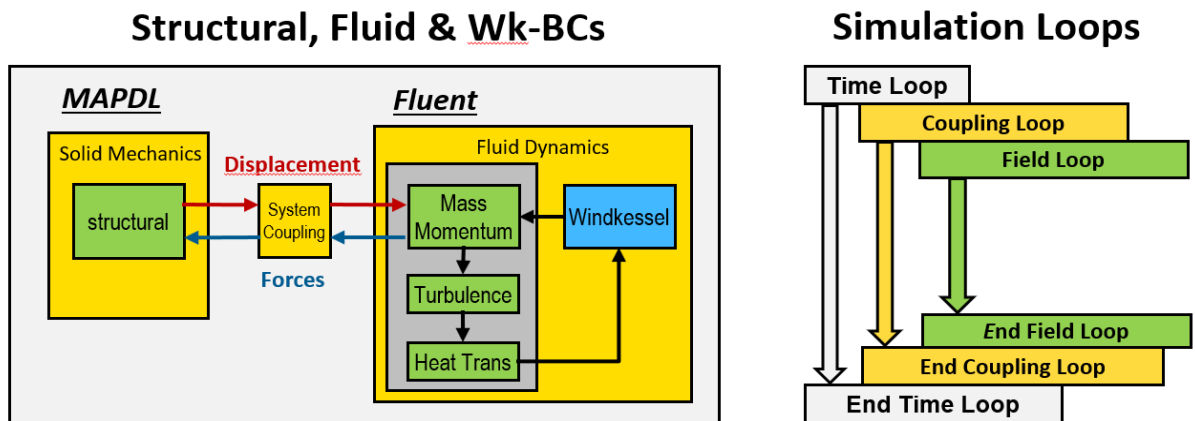 Structural, Fluid & Wk-BCs
MAPDL
Fluent
Solid Mechanics
structural
Displacement
System
Coupling
Forces
Fluid Dynamics
Mass
Momentum
Windkessel
Turbulence
Heat Trans
Simulation Loops
Time Loop
Coupling Loop
Field Loop
End Field Loop
End Coupling Loop
End Time Loop